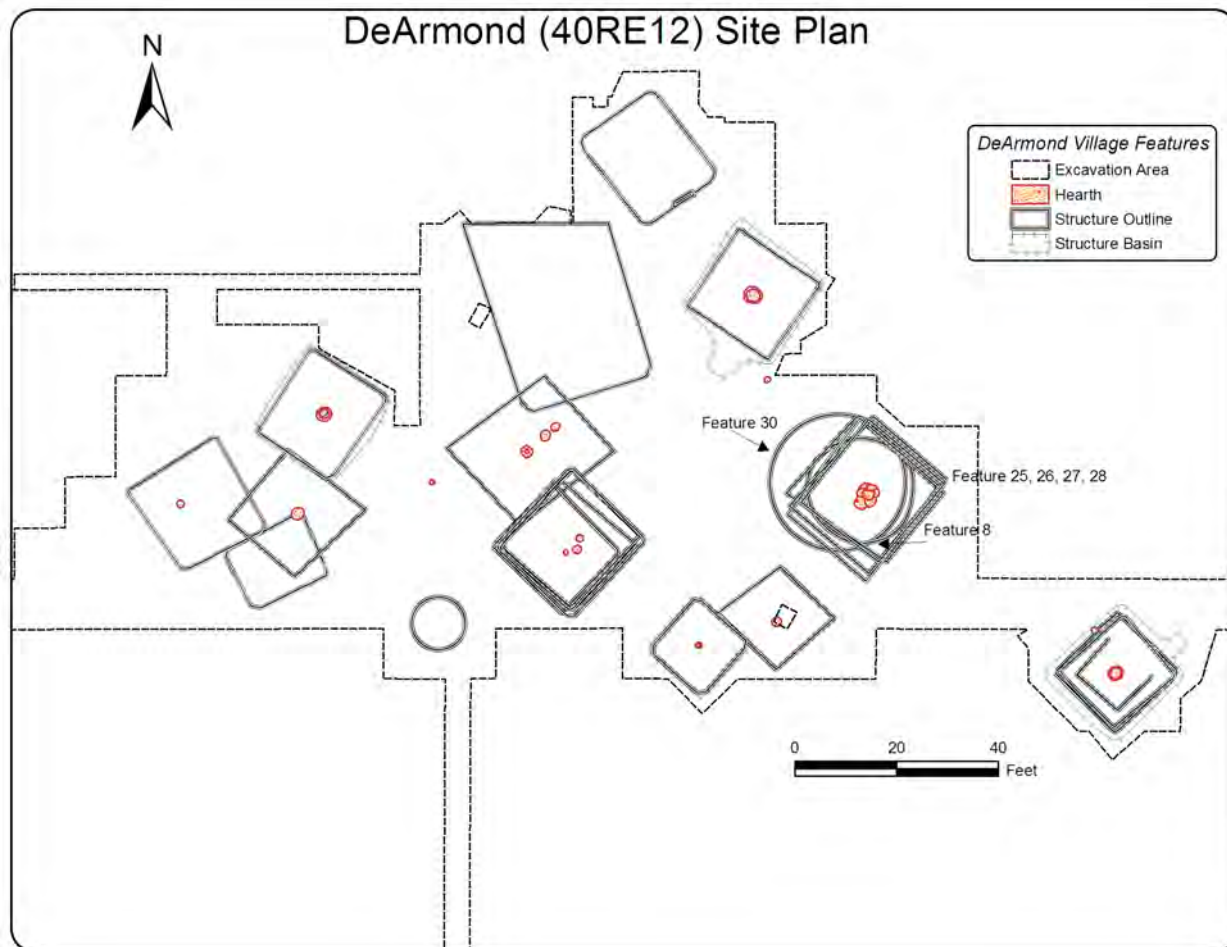 DeArmond (40RE12) Site Plan
N
DeArmond Village Features
Excavation Area
Hearth
Structure Outline
Structure Basin
Feature 30
Feature 25, 26, 27, 28
Feature 8
0 20 40
Feet